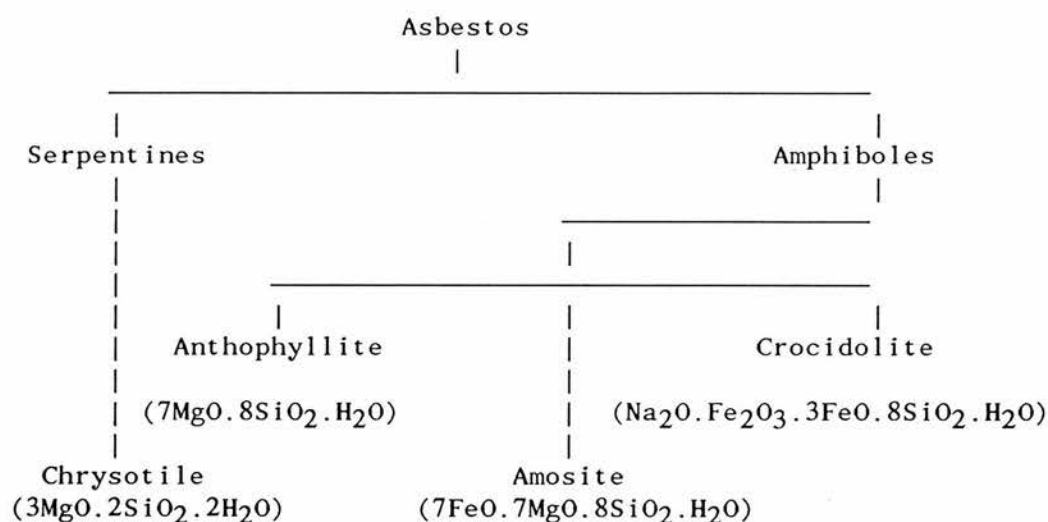 Asbestos
Serpentines Amphiboles
Anthophyllite Crocidolite
(7MgO.8SiO₂.H₂O) (Na₂O.Fe₂O₃.3FeO.8SiO₂.H₂O)
Chrysotile Amosite
(3MgO.2SiO₂.2H₂O) (7FeO.7MgO.8SiO₂.H₂O)